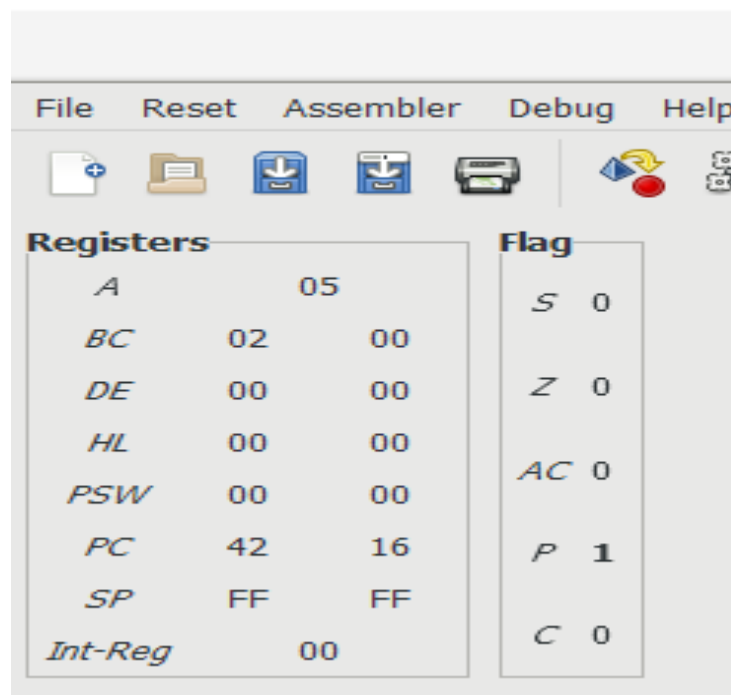 File Reset Assembler Debug Help
Registers
A 05
BC 02 00
DE 00 00
HL 00 00
PSW 00 00
PC 42 16
SP FF FF
Int-Reg 00
Flag
S 0
Z 0
AC 0
P 1
C 0